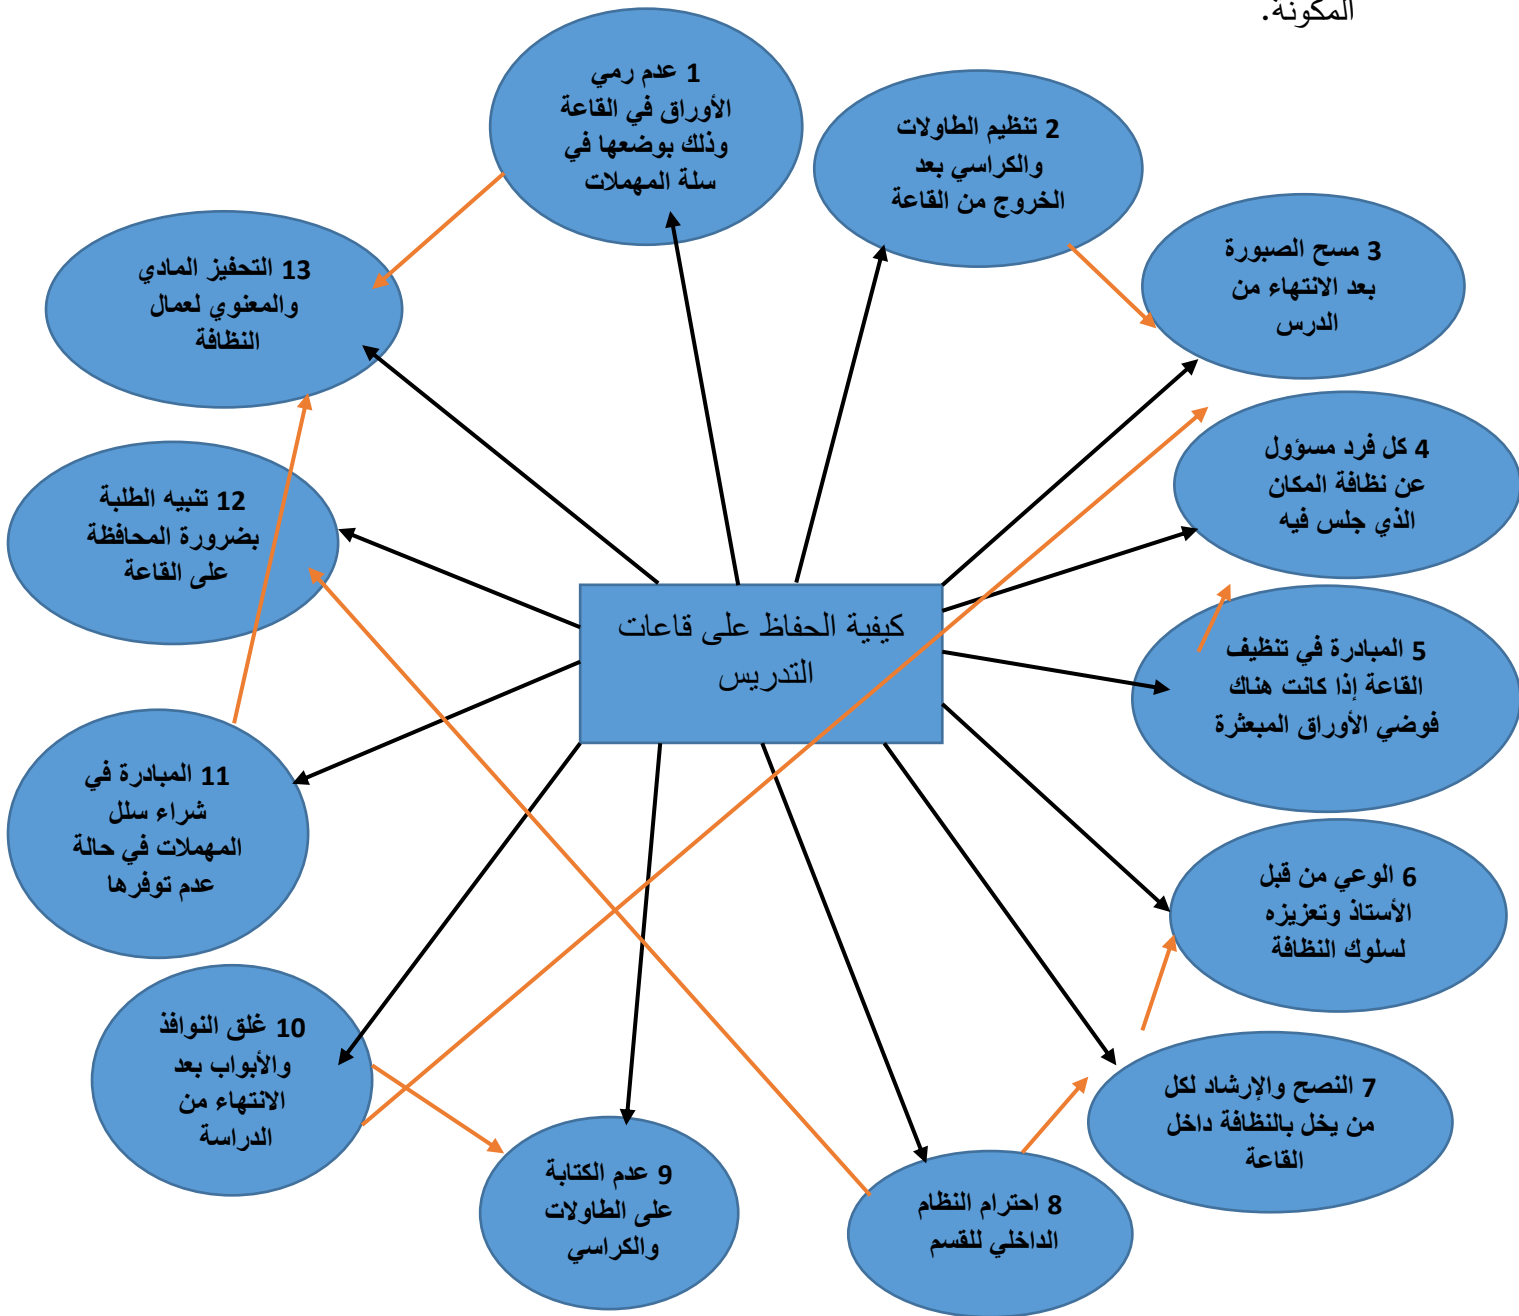 المكونة.
1 عدم رمي
الأوراق في القاعة
وذلك بوضعها في
سلة المهملات
2 تنظيم الطاولات
والكراسي بعد
الخروج من القاعة
3 مسح الصبورة
بعد الانتهاء من
الدرس
4 كل فرد مسؤول
عن نظافة المكان
الذي جلس فيه
5 المبادرة في تنظيف
القاعة إذا كانت هناك
فوضي الأوراق المبعثرة
6 الوعي من قبل
الأستاذ وتعزيزه
لسلوك النظافة
7 النصح والإرشاد لكل
من يخل بالنظافة داخل
القاعة
8 احترام النظام
الداخلي للقسم
9 عدم الكتابة
على الطاولات
والكراسي
10 غلق النوافذ
والأبواب بعد
الانتهاء من
الدراسة
11 المبادرة في
شراء سلل
المهملات في حالة
عدم توفرها
12 تنبيه الطلبة
بضرورة المحافظة
على القاعة
13 التحفيز المادي
والمعنوي لعمال
النظافة
كيفية الحفاظ على قاعات
التدريس